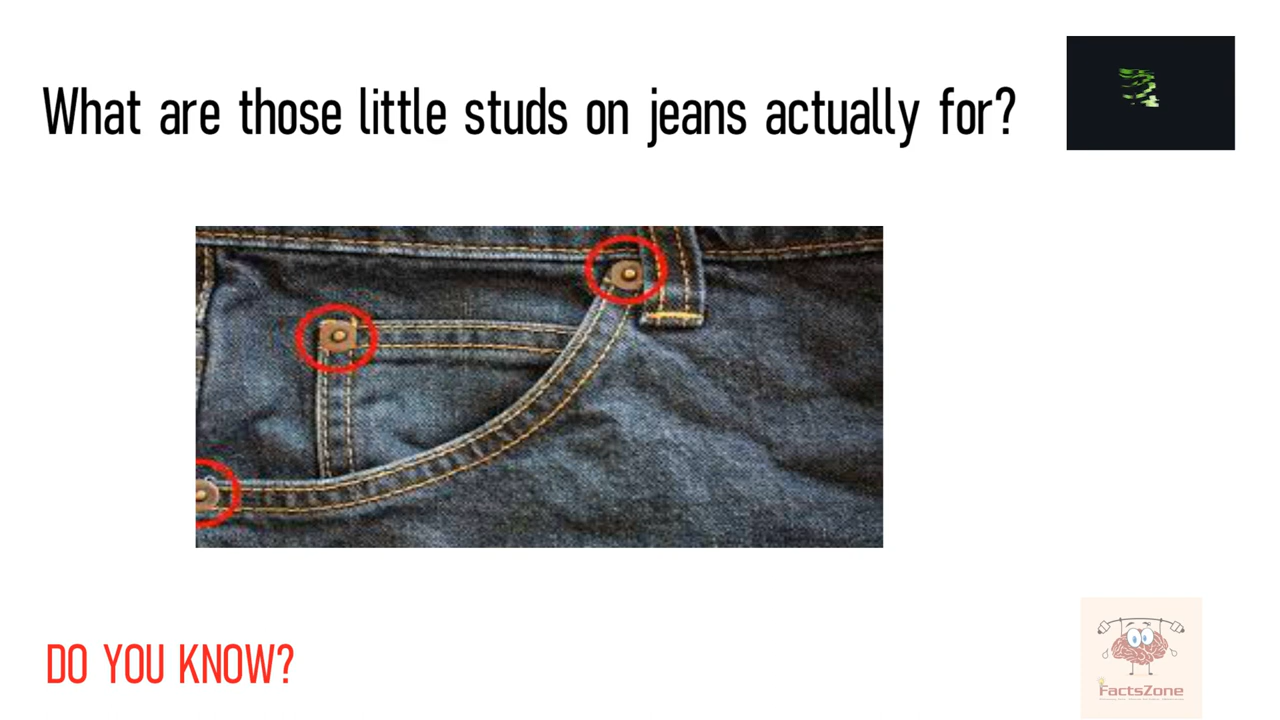 What are those little studs on jeans actually for?
DO YOU KNOW?
FactsZone